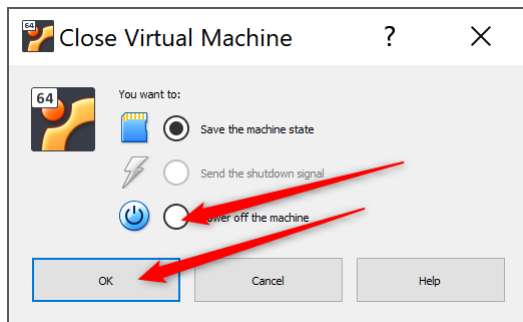 64
Close Virtual Machine ? X
64
You want to:
Save the machine state
Send the shutdown signal
off the machine
OK Cancel Help